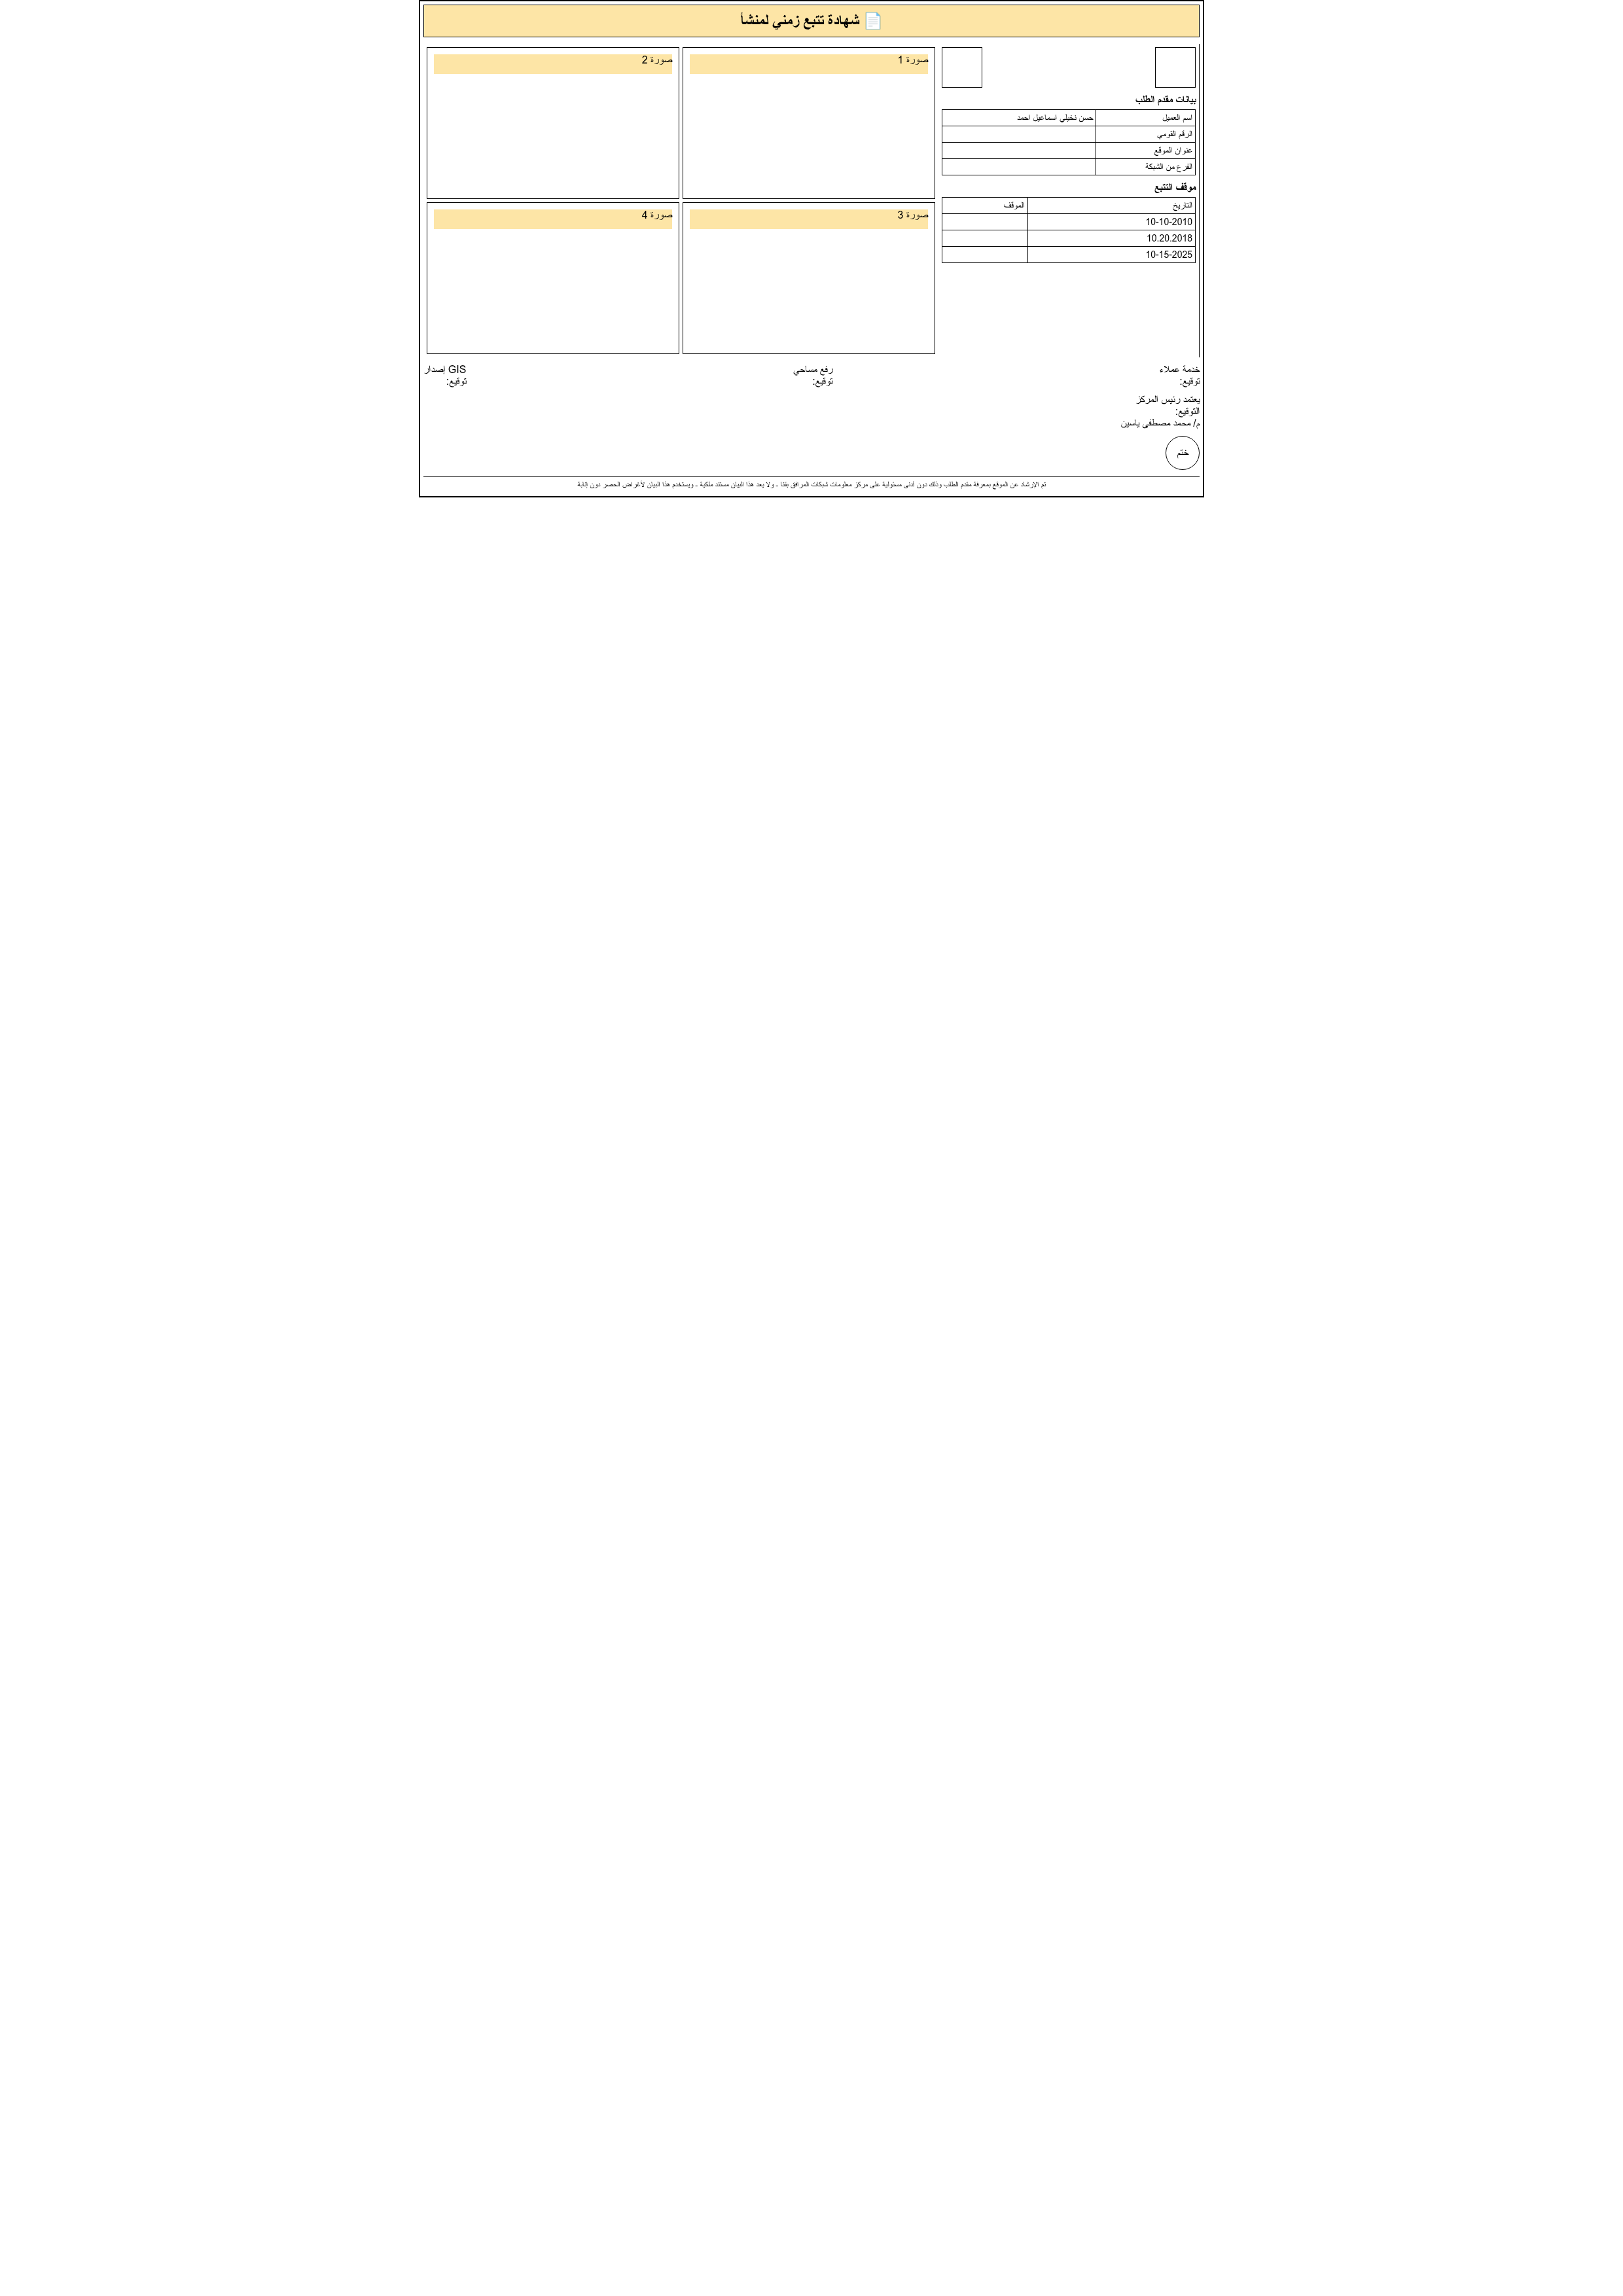 📄 شهادة تتبع زمني لمنشأ
بيانات مقدم الطلب
اسم العميل حسن نخيلي اسماعيل احمد
الرقم القومي
عنوان الموقع
الفرع من الشبكة
موقف التتبع
التاريخ الموقف
10-10-2010
10.20.2018
10-15-2025
صورة 1
صورة 2
صورة 3
صورة 4
خدمة عملاء
توقيع:
رفع مساحي
توقيع:
إصدار GIS
توقيع:
يعتمد رئيس المركز
التوقيع:
م/ محمد مصطفى ياسين
ختم
تم الإرشاد عن الموقع بمعرفة مقدم الطلب وذلك دون أدنى مسئولية على مركز معلومات شبكات المرافق بقنا ـ ولا يعد هذا البيان مستند ملكية ـ ويستخدم هذا البيان لأغراض الحصر دون إنابة